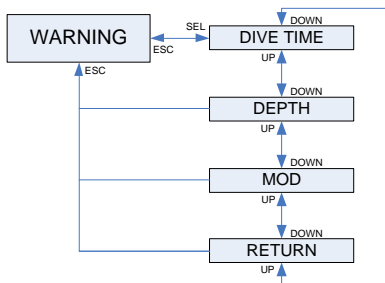 DOWN
SEL
WARNING
DIVE TIME
ESC
UP
ESC
DOWN
DEPTH
UP
DOWN
MOD
UP
DOWN
RETURN
UP